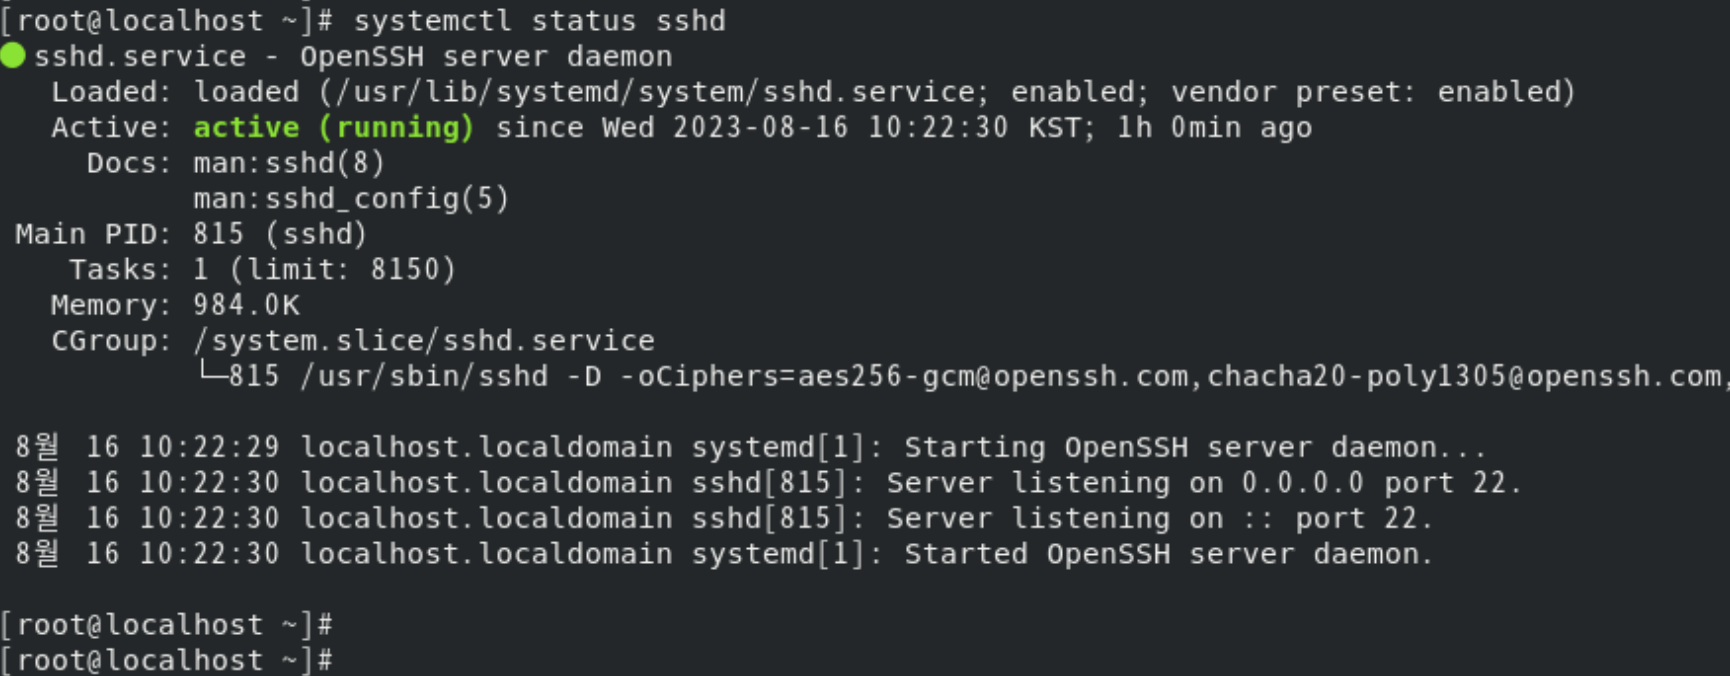 [root@localhost ~]# systemctl status sshd
● sshd.service - OpenSSH server daemon
   Loaded: loaded (/usr/lib/systemd/system/sshd.service; enabled; vendor preset: enabled)
   Active: active (running) since Wed 2023-08-16 10:22:30 KST; 1h 0min ago
     Docs: man:sshd(8)
           man:sshd_config(5)
 Main PID: 815 (sshd)
    Tasks: 1 (limit: 8150)
   Memory: 984.0K
   CGroup: /system.slice/sshd.service
           └─815 /usr/sbin/sshd -D -oCiphers=aes256-gcm@openssh.com,chacha20-poly1305@openssh.com,
 8월  16 10:22:29 localhost.localdomain systemd[1]: Starting OpenSSH server daemon...
 8월  16 10:22:30 localhost.localdomain sshd[815]: Server listening on 0.0.0.0 port 22.
 8월  16 10:22:30 localhost.localdomain sshd[815]: Server listening on :: port 22.
 8월  16 10:22:30 localhost.localdomain systemd[1]: Started OpenSSH server daemon.
[root@localhost ~]#
[root@localhost ~]#